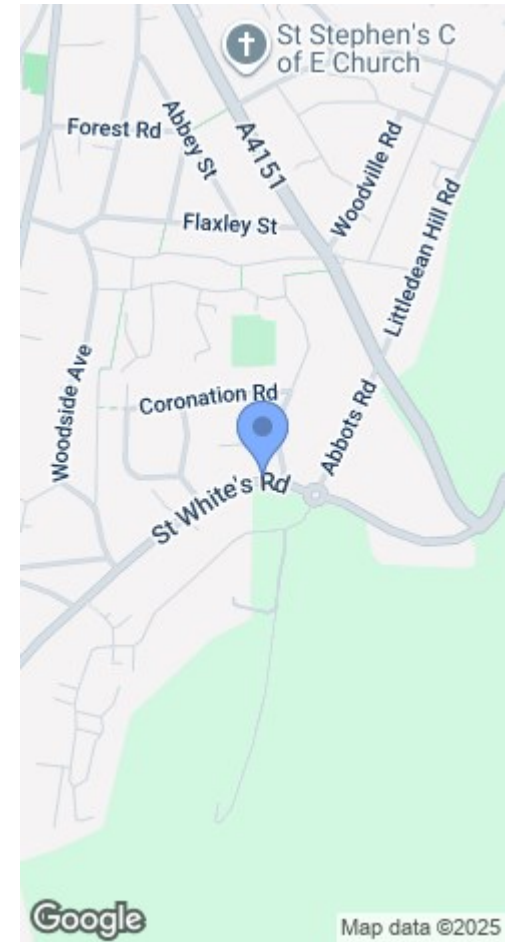 St Stephen's C
of E Church
Forest Rd
Abbey St
A4151
Woodville Rd
Flaxley St
Littledean Hill Rd
Woodside Ave
Coronation Rd
Abbots Rd
St White's Rd
Google
Map data ©2025